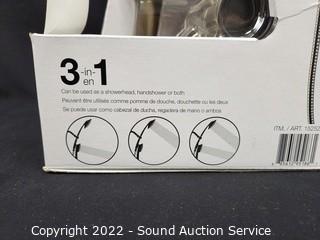 3-in-1
en
Can be used as a showerhead, handshower or both
Peuvent être utilisés comme pomme de douche, douchette ou les deux
Se puede usar como cabezal de ducha, regadera de mano o ambos
ITM. / ART. 15252
Copyright 2022 - Sound Auction Service